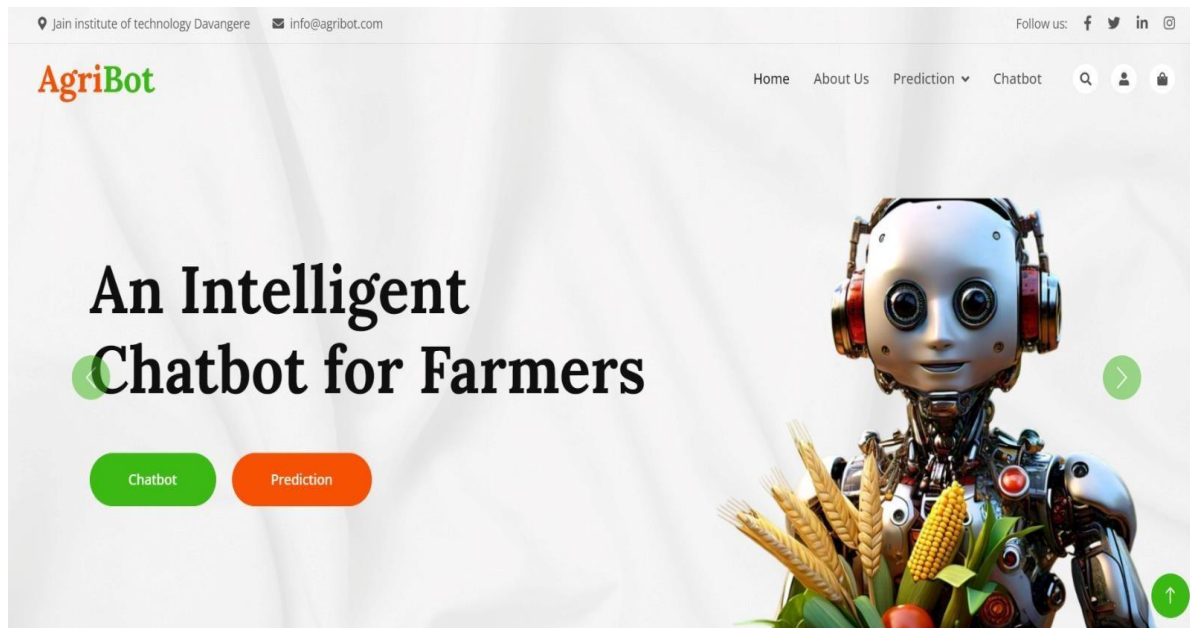 Jain institute of technology Davangere info@agribot.com Follow us:
AgriBot Home About Us Prediction Chatbot
An Intelligent
Chatbot for Farmers
Chatbot Prediction